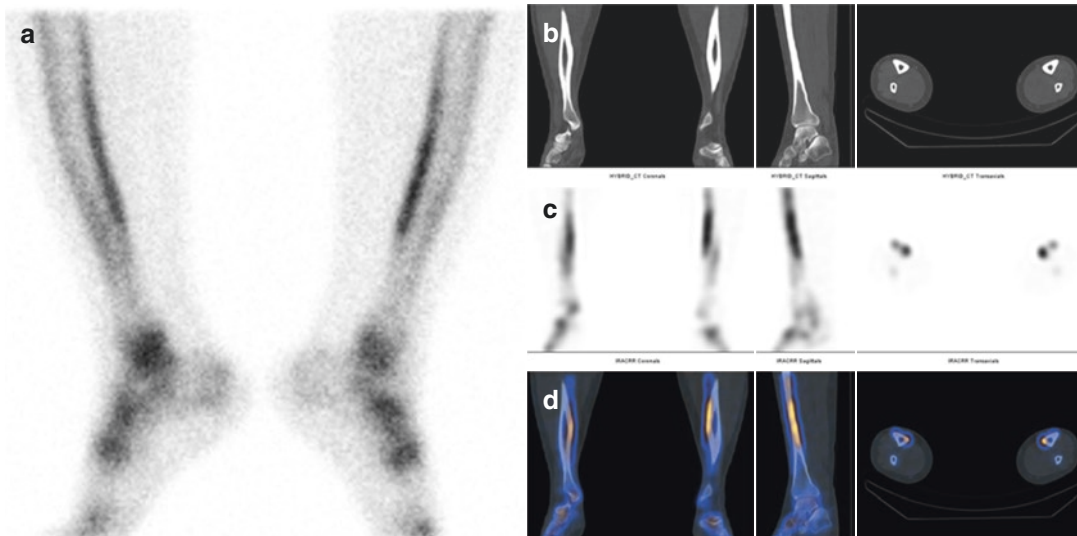 a
b
HYBRID_CT Coronals
HYBRID_CT Sagittals
HYBRID_CT Transaxials
c
IRACRR Coronals
IRACRR Sagittals
IRACRR Transaxials
d